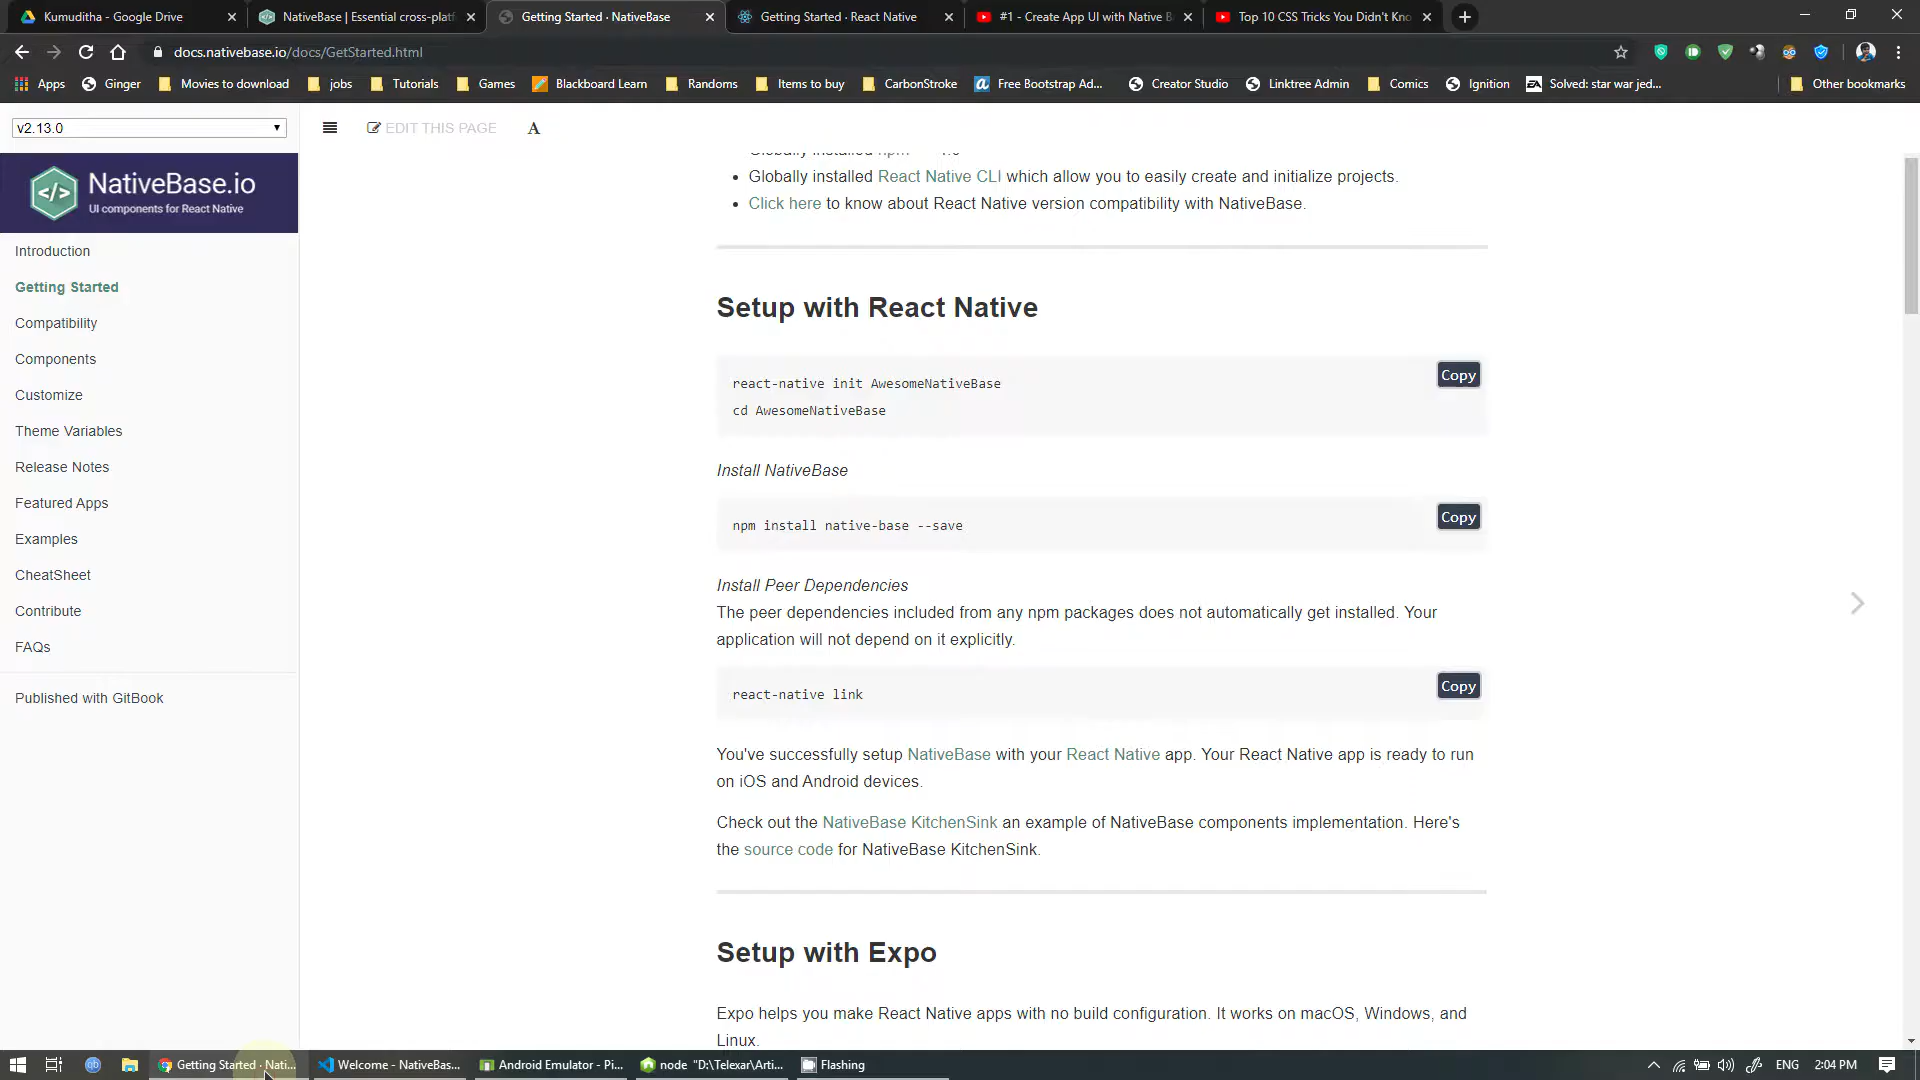 Kumuditha - Google Drive
NativeBase | Essential cross-platf
Getting Started · NativeBase
Getting Started · React Native
#1 - Create App UI with Native B
Top 10 CSS Tricks You Didn't Kno
docs.nativebase.io/docs/GetStarted.html
Apps
Ginger
Movies to download
jobs
Tutorials
Games
Blackboard Learn
Randoms
Items to buy
CarbonStroke
Free Bootstrap Ad...
Creator Studio
Linktree Admin
Comics
Ignition
Solved: star war jed...
Other bookmarks
v2.13.0
EDIT THIS PAGE
A
NativeBase.io
UI components for React Native
Introduction
Getting Started
Compatibility
Components
Customize
Theme Variables
Release Notes
Featured Apps
Examples
CheatSheet
Contribute
FAQs
Published with GitBook
Globally installed npm
Globally installed React Native CLI which allow you to easily create and initialize projects.
Click here to know about React Native version compatibility with NativeBase.
Setup with React Native
Copy
react-native init AwesomeNativeBase
cd AwesomeNativeBase
Install NativeBase
Copy
npm install native-base --save
Install Peer Dependencies
The peer dependencies included from any npm packages does not automatically get installed. Your
application will not depend on it explicitly.
Copy
react-native link
You've successfully setup NativeBase with your React Native app. Your React Native app is ready to run
on iOS and Android devices.
Check out the NativeBase KitchenSink an example of NativeBase components implementation. Here's
the source code for NativeBase KitchenSink.
Setup with Expo
Expo helps you make React Native apps with no build configuration. It works on macOS, Windows, and
Linux.
Getting Started · Nati...
Welcome - NativeBas...
Android Emulator - Pi...
node "D:\Telexar\Arti...
Flashing
ENG
2:04 PM